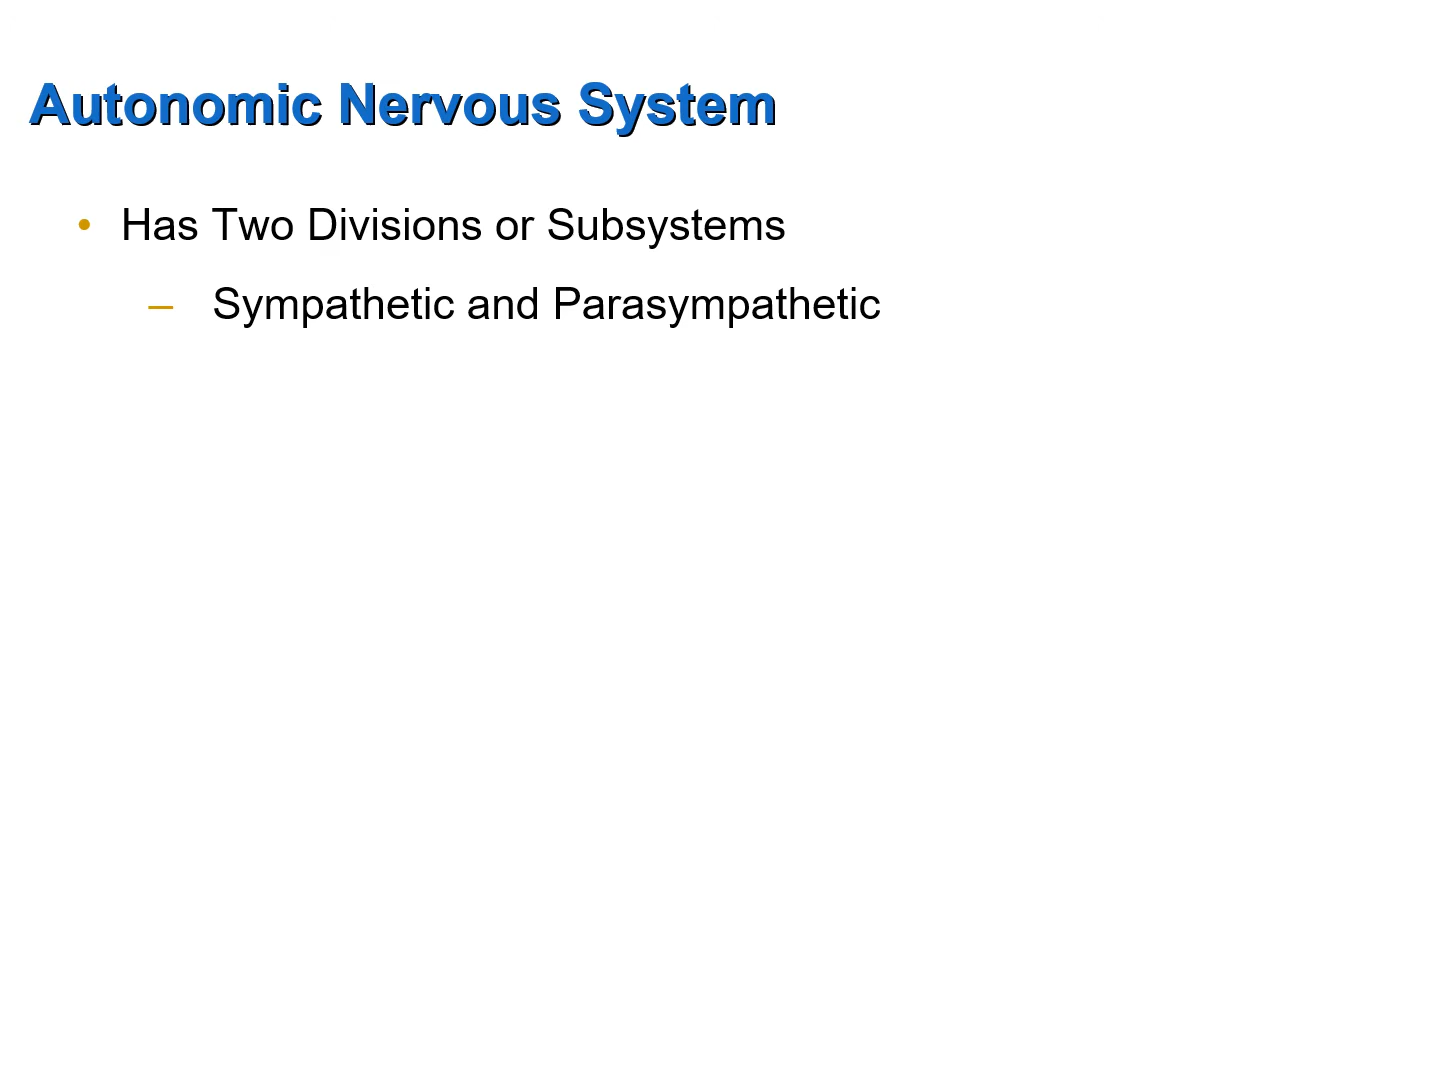 Autonomic Nervous System
• Has Two Divisions or Subsystems
– Sympathetic and Parasympathetic